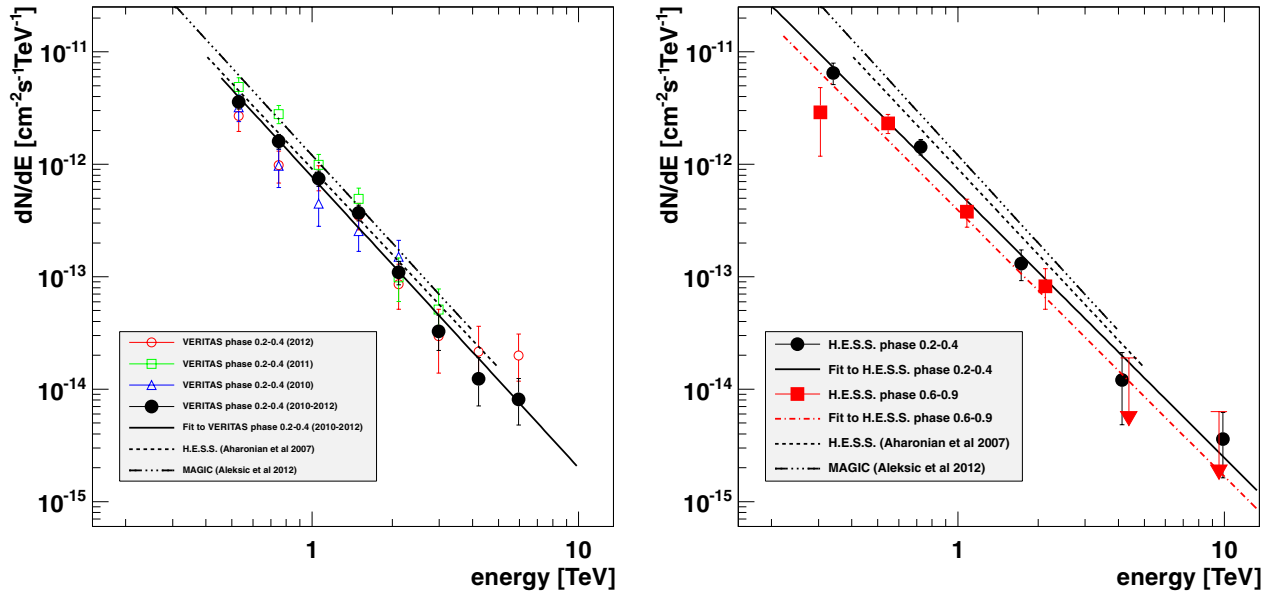 dN/dE [cm-2s-1TeV-1]
10-11
10-12
10-13
10-14
10-15
VERITAS phase 0.2-0.4 (2012)
VERITAS phase 0.2-0.4 (2011)
VERITAS phase 0.2-0.4 (2010)
VERITAS phase 0.2-0.4 (2010-2012)
Fit to VERITAS phase 0.2-0.4 (2010-2012)
H.E.S.S. (Aharonian et al 2007)
MAGIC (Aleksic et al 2012)
1 10
energy [TeV]
dN/dE [cm-2s-1TeV-1]
10-11
10-12
10-13
10-14
10-15
H.E.S.S. phase 0.2-0.4
Fit to H.E.S.S. phase 0.2-0.4
H.E.S.S. phase 0.6-0.9
Fit to H.E.S.S. phase 0.6-0.9
H.E.S.S. (Aharonian et al 2007)
MAGIC (Aleksic et al 2012)
1 10
energy [TeV]